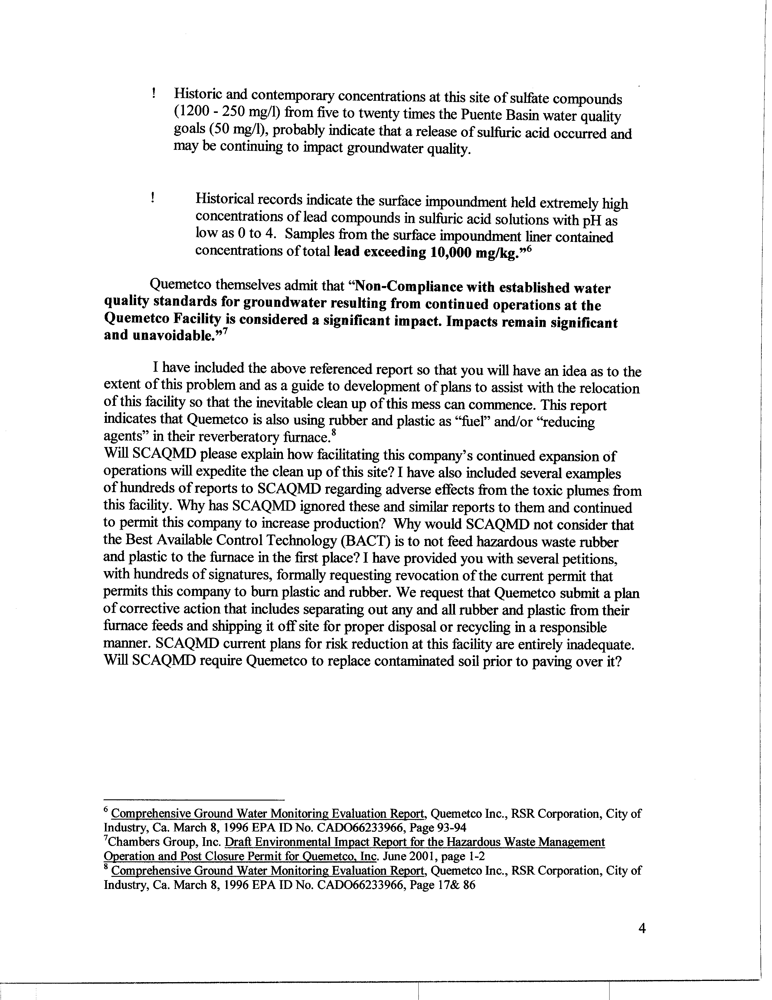 ! Historic and contemporary concentrations at this site of sulfate compounds
(1200 - 250 mg/l) from five to twenty times the Puente Basin water quality
goals (50 mg/l), probably indicate that a release of sulfuric acid occurred and
may be continuing to impact groundwater quality.
! Historical records indicate the surface impoundment held extremely high
concentrations of lead compounds in sulfuric acid solutions with pH as
low as 0 to 4. Samples from the surface impoundment liner contained
concentrations of total lead exceeding 10,000 mg/kg.”6
Quemetco themselves admit that “Non-Compliance with established water
quality standards for groundwater resulting from continued operations at the
Quemetco Facility is considered a significant impact. Impacts remain significant
and unavoidable.”7
I have included the above referenced report so that you will have an idea as to the
extent of this problem and as a guide to development of plans to assist with the relocation
of this facility so that the inevitable clean up of this mess can commence. This report
indicates that Quemetco is also using rubber and plastic as “fuel” and/or “reducing
agents” in their reverberatory furnace.8
Will SCAQMD please explain how facilitating this company’s continued expansion of
operations will expedite the clean up of this site? I have also included several examples
of hundreds of reports to SCAQMD regarding adverse effects from the toxic plumes from
this facility. Why has SCAQMD ignored these and similar reports to them and continued
to permit this company to increase production? Why would SCAQMD not consider that
the Best Available Control Technology (BACT) is to not feed hazardous waste rubber
and plastic to the furnace in the first place? I have provided you with several petitions,
with hundreds of signatures, formally requesting revocation of the current permit that
permits this company to burn plastic and rubber. We request that Quemetco submit a plan
of corrective action that includes separating out any and all rubber and plastic from their
furnace feeds and shipping it off site for proper disposal or recycling in a responsible
manner. SCAQMD current plans for risk reduction at this facility are entirely inadequate.
Will SCAQMD require Quemetco to replace contaminated soil prior to paving over it?
6 Comprehensive Ground Water Monitoring Evaluation Report, Quemetco Inc., RSR Corporation, City of
Industry, Ca. March 8, 1996 EPA ID No. CADO66233966, Page 93-94
7Chambers Group, Inc. Draft Environmental Impact Report for the Hazardous Waste Management
Operation and Post Closure Permit for Quemetco, Inc. June 2001, page 1-2
8 Comprehensive Ground Water Monitoring Evaluation Report, Quemetco Inc., RSR Corporation, City of
Industry, Ca. March 8, 1996 EPA ID No. CADO66233966, Page 17& 86
4